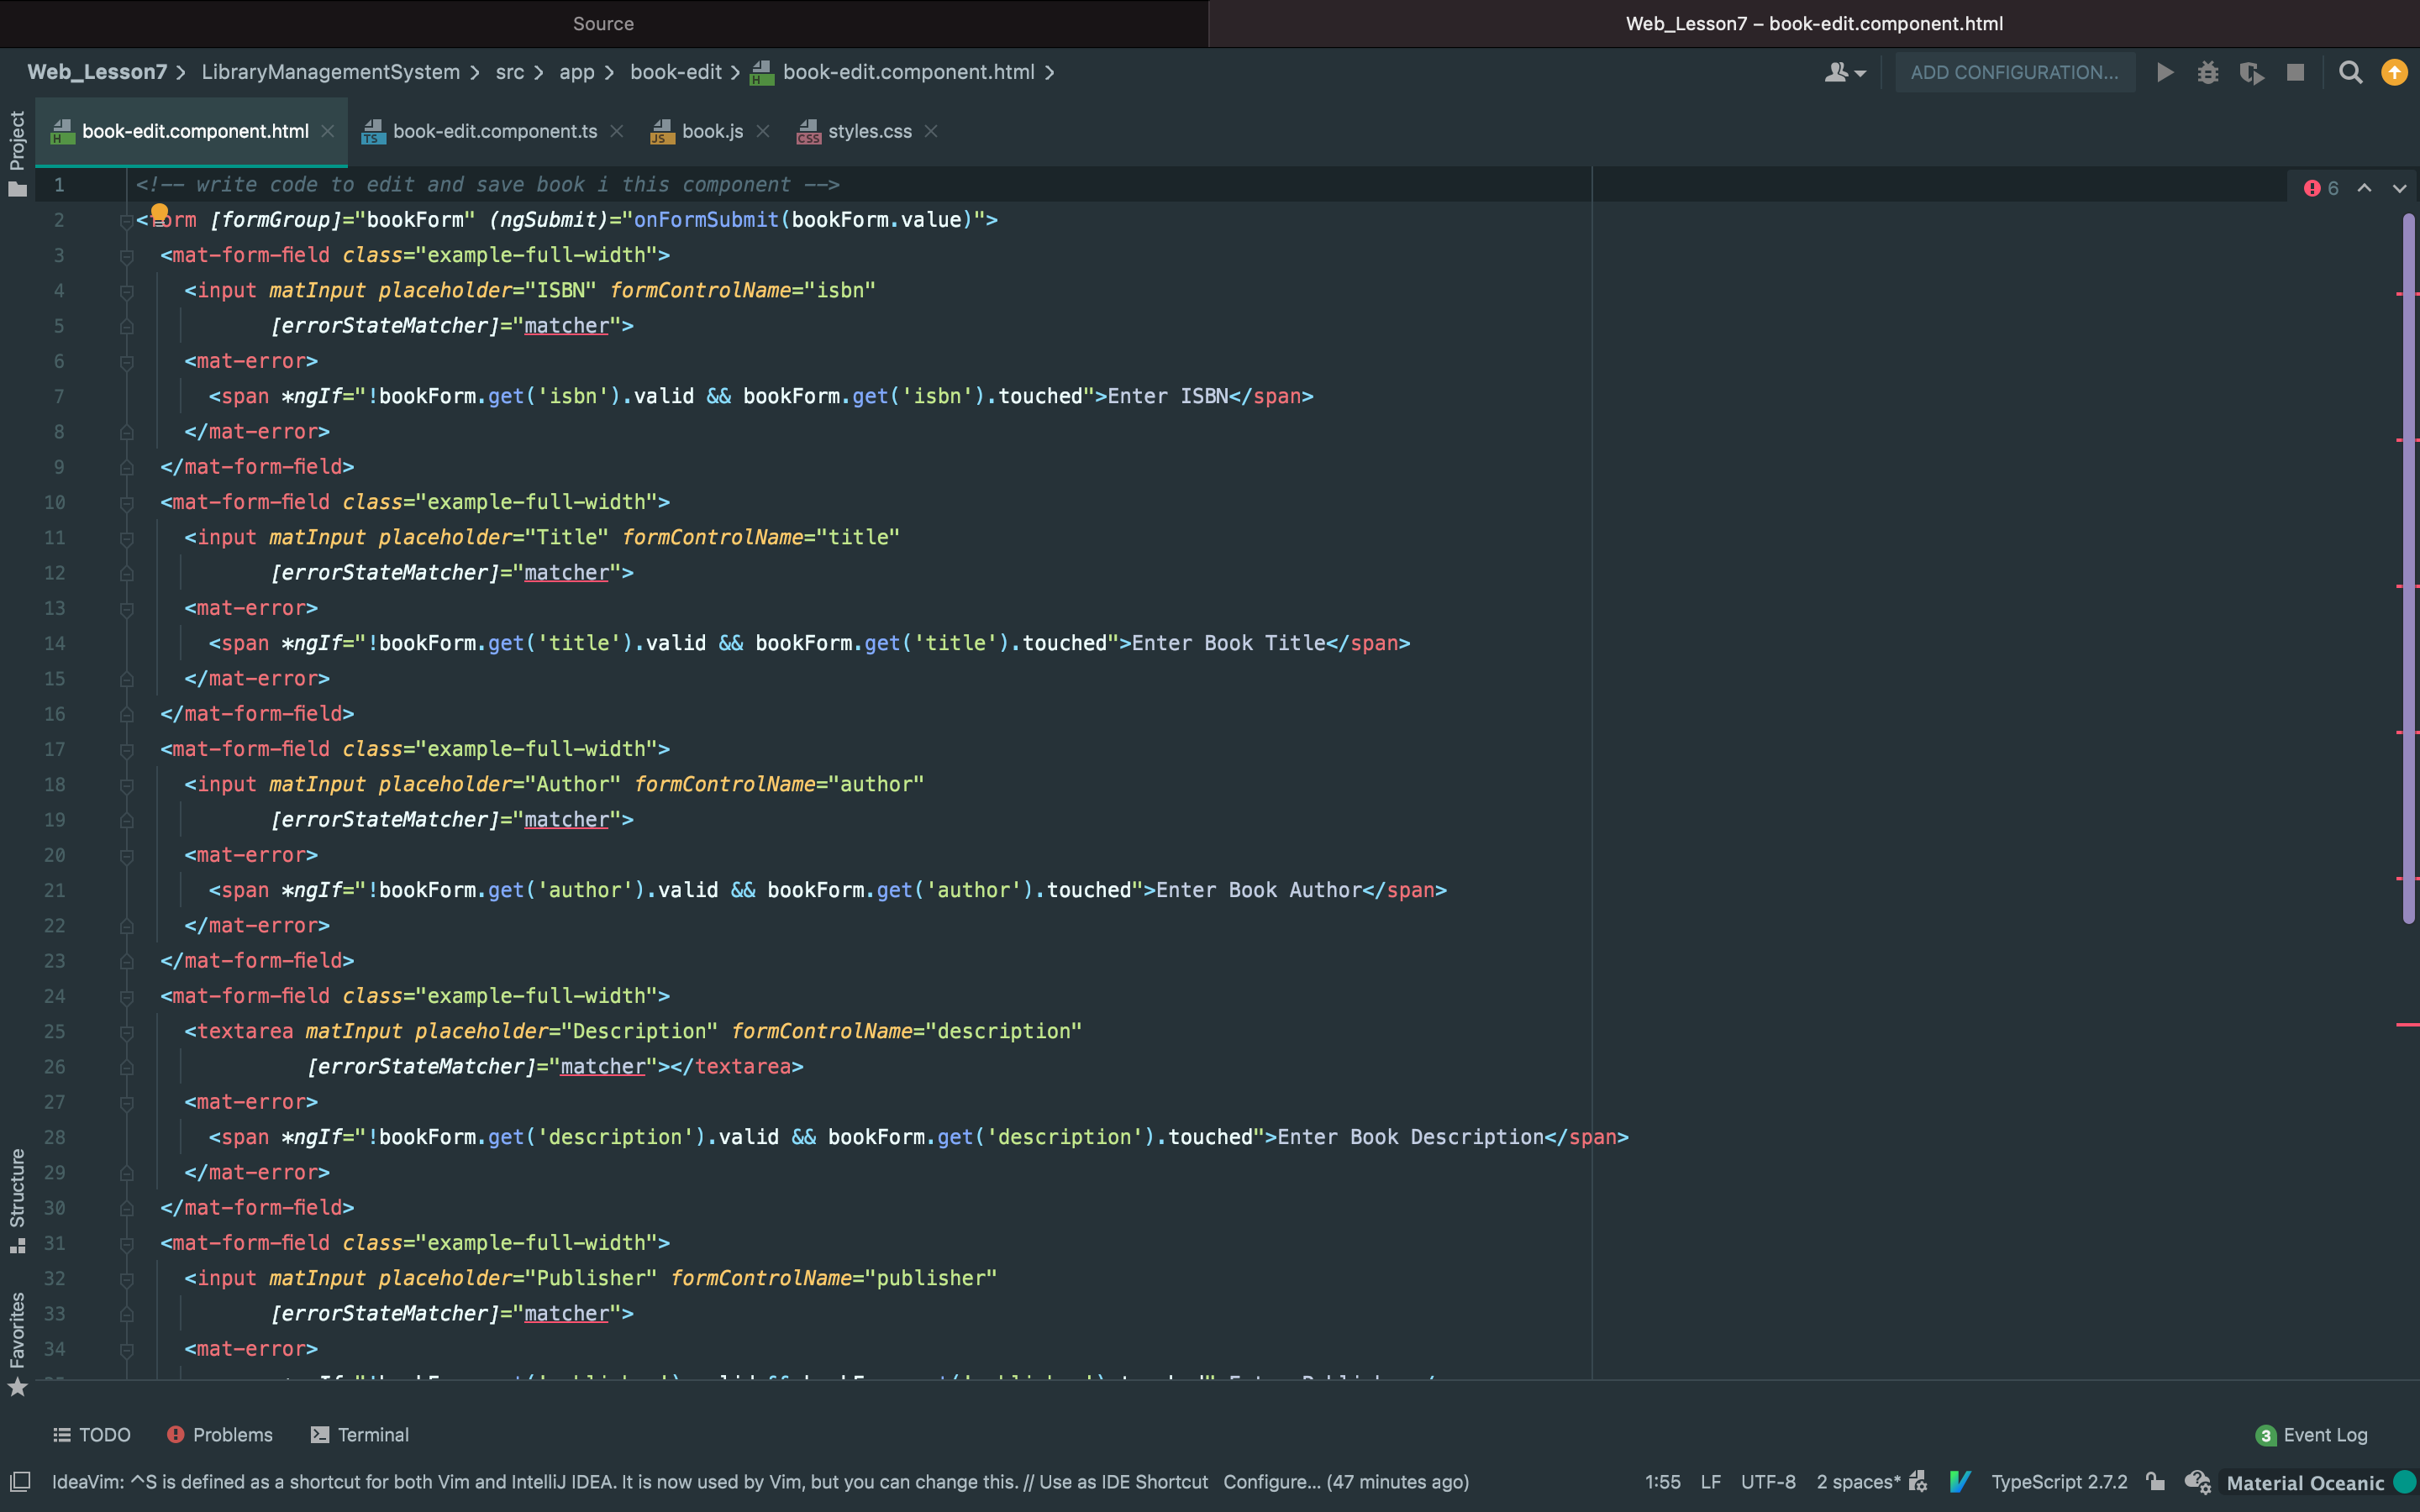 Source
Web_Lesson7 – book-edit.component.html
Web_Lesson7 > LibraryManagementSystem > src > app > book-edit > book-edit.component.html >
ADD CONFIGURATION...
Project
book-edit.component.html
book-edit.component.ts
book.js
styles.css
6
1 <!-- write code to edit and save book i this component -->
2 <form [formGroup]="bookForm" (ngSubmit)="onFormSubmit(bookForm.value)">
3 <mat-form-field class="example-full-width">
4 <input matInput placeholder="ISBN" formControlName="isbn"
5 [errorStateMatcher]="matcher">
6 <mat-error>
7 <span *ngIf="!bookForm.get('isbn').valid && bookForm.get('isbn').touched">Enter ISBN</span>
8 </mat-error>
9 </mat-form-field>
10 <mat-form-field class="example-full-width">
11 <input matInput placeholder="Title" formControlName="title"
12 [errorStateMatcher]="matcher">
13 <mat-error>
14 <span *ngIf="!bookForm.get('title').valid && bookForm.get('title').touched">Enter Book Title</span>
15 </mat-error>
16 </mat-form-field>
17 <mat-form-field class="example-full-width">
18 <input matInput placeholder="Author" formControlName="author"
19 [errorStateMatcher]="matcher">
20 <mat-error>
21 <span *ngIf="!bookForm.get('author').valid && bookForm.get('author').touched">Enter Book Author</span>
22 </mat-error>
23 </mat-form-field>
24 <mat-form-field class="example-full-width">
25 <textarea matInput placeholder="Description" formControlName="description"
26 [errorStateMatcher]="matcher"></textarea>
27 <mat-error>
28 <span *ngIf="!bookForm.get('description').valid && bookForm.get('description').touched">Enter Book Description</span>
29 </mat-error>
30 </mat-form-field>
31 <mat-form-field class="example-full-width">
32 <input matInput placeholder="Publisher" formControlName="publisher"
33 [errorStateMatcher]="matcher">
34 <mat-error>
Structure
Favorites
TODO
Problems
Terminal
3 Event Log
IdeaVim: ^S is defined as a shortcut for both Vim and IntelliJ IDEA. It is now used by Vim, but you can change this. // Use as IDE Shortcut Configure... (47 minutes ago)
1:55 LF UTF-8 2 spaces* TypeScript 2.7.2 Material Oceanic